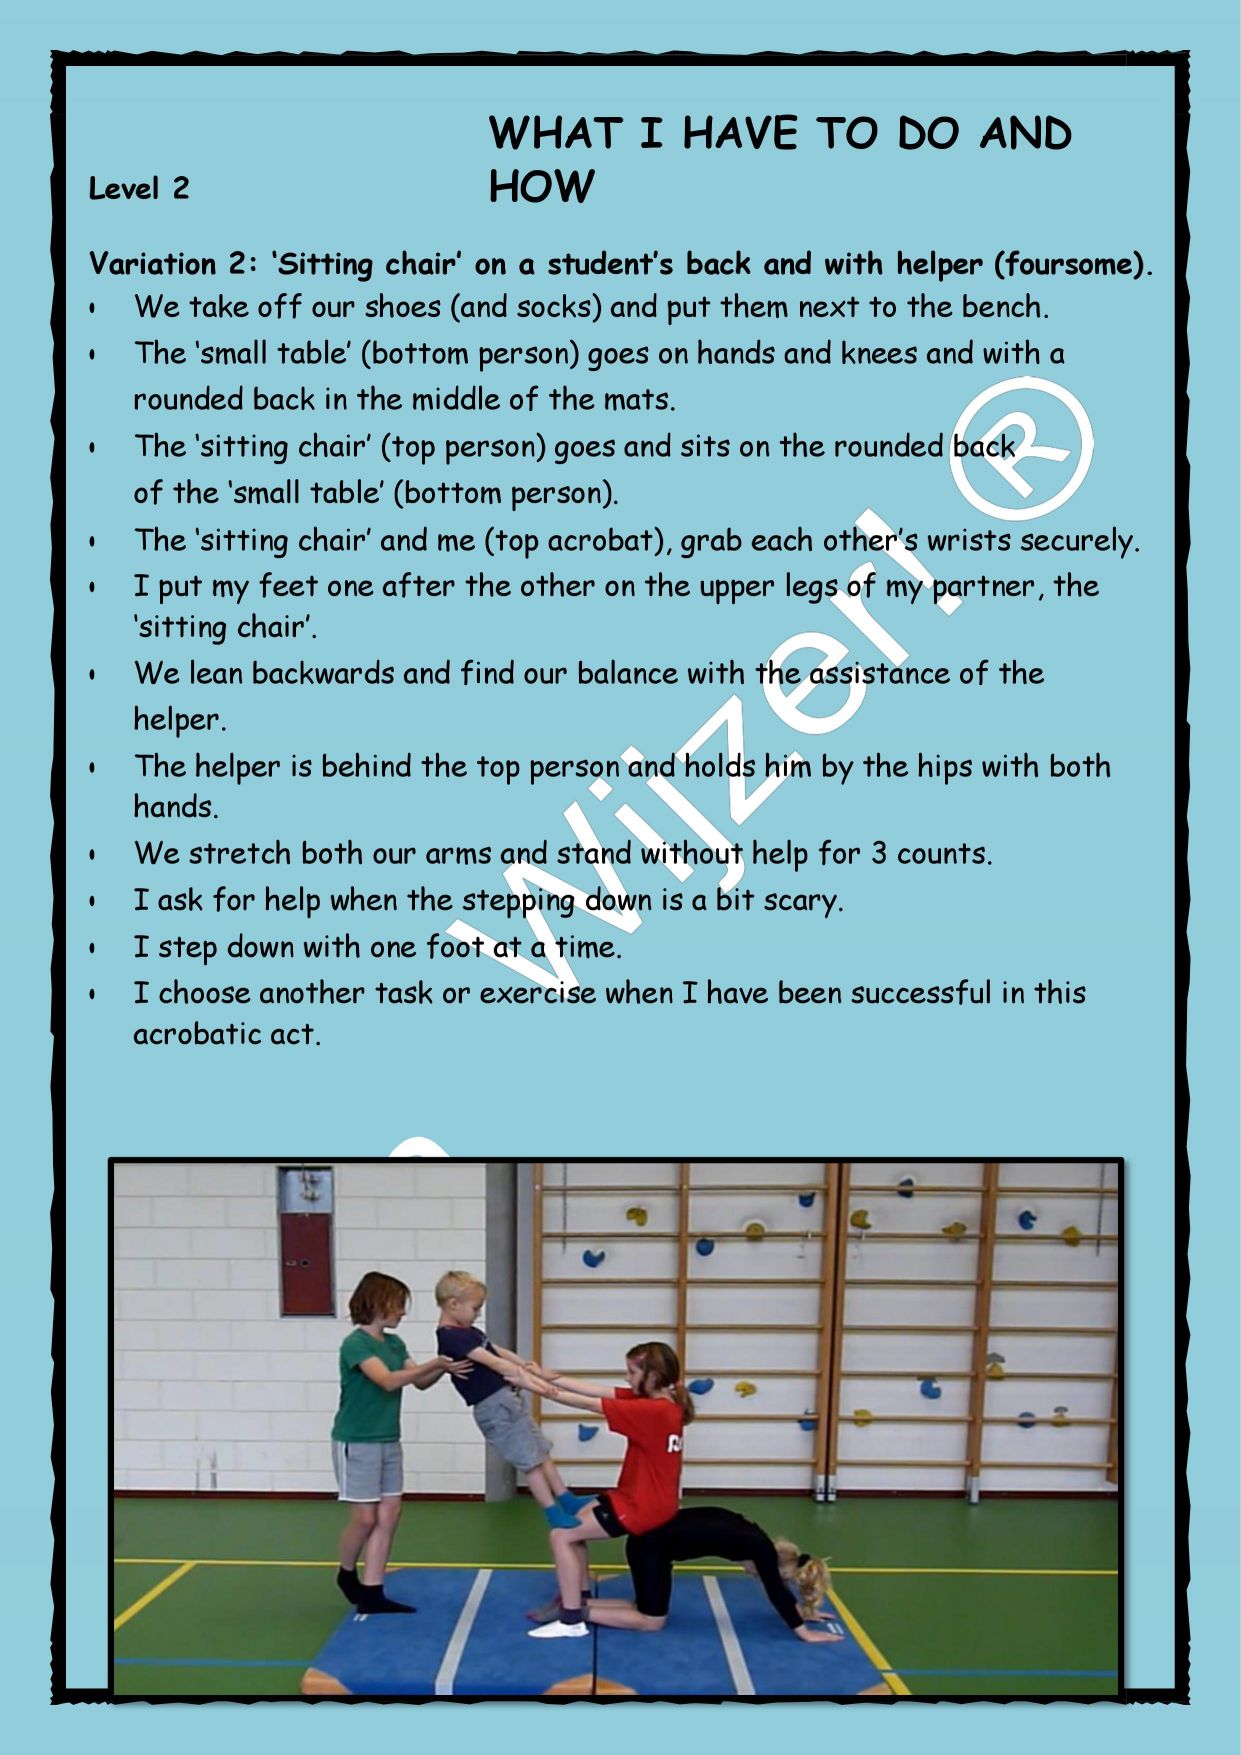 WHAT I HAVE TO DO AND
HOW
Level 2
Variation 2: ‘Sitting chair’ on a student’s back and with helper (foursome).
• We take off our shoes (and socks) and put them next to the bench.
• The ‘small table’ (bottom person) goes on hands and knees and with a
rounded back in the middle of the mats.
• The ‘sitting chair’ (top person) goes and sits on the rounded back
of the ‘small table’ (bottom person).
• The ‘sitting chair’ and me (top acrobat), grab each other’s wrists securely.
• I put my feet one after the other on the upper legs of my partner, the
‘sitting chair’.
• We lean backwards and find our balance with the assistance of the
helper.
• The helper is behind the top person and holds him by the hips with both
hands.
• We stretch both our arms and stand without help for 3 counts.
• I ask for help when the stepping down is a bit scary.
• I step down with one foot at a time.
• I choose another task or exercise when I have been successful in this
acrobatic act.
Wijzer! ®